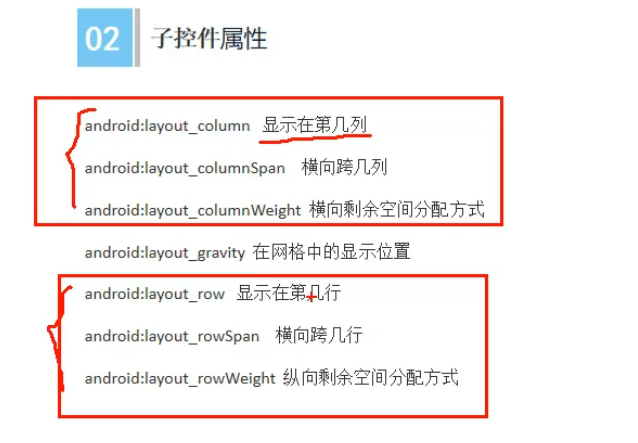 02 子控件属性
android:layout_column 显示在第几列
android:layout_columnSpan 横向跨几列
android:layout_columnWeight 横向剩余空间分配方式
android:layout_gravity 在网格中的显示位置
android:layout_row 显示在第几行
android:layout_rowSpan 横向跨几行
android:layout_rowWeight 纵向剩余空间分配方式